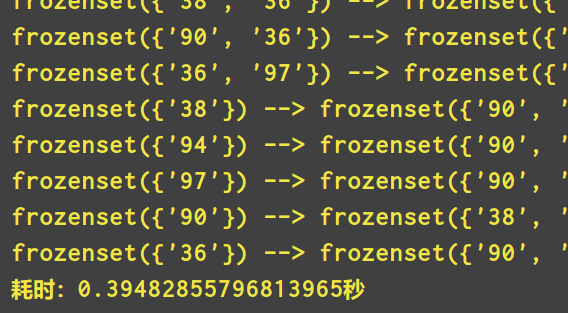 frozenset({'38', '36'}) --> frozenset({'
frozenset({'90', '36'}) --> frozenset({'
frozenset({'36', '97'}) --> frozenset({'
frozenset({'38'}) --> frozenset({'90', '
frozenset({'94'}) --> frozenset({'90', '
frozenset({'97'}) --> frozenset({'90', '
frozenset({'90'}) --> frozenset({'38', '
frozenset({'36'}) --> frozenset({'90', '
耗时: 0.39482855796813965秒